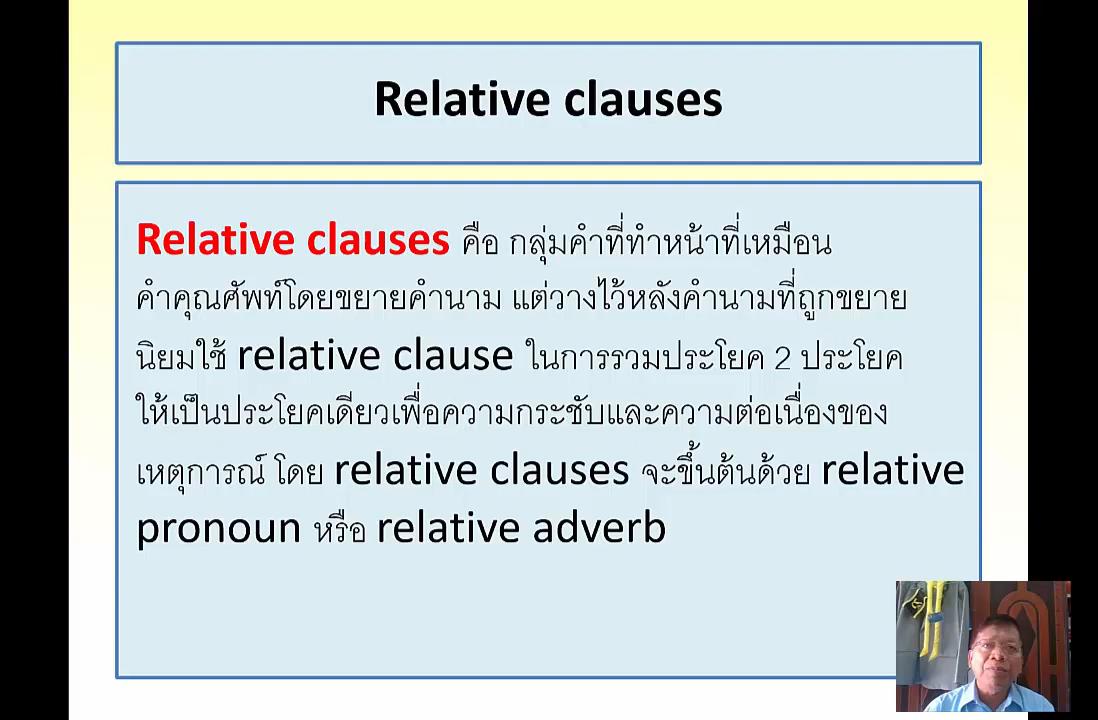 Relative clauses
Relative clauses คือ กลุ่มคำที่ทำหน้าที่เหมือน
คำคุณศัพท์โดยขยายคำนาม แต่วางไว้หลังคำนามที่ถูกขยาย
นิยมใช้ relative clause ในการรวมประโยค 2 ประโยค
ให้เป็นประโยคเดียวเพื่อความกระชับและความต่อเนื่องของ
เหตุการณ์ โดย relative clauses จะขึ้นต้นด้วย relative
pronoun หรือ relative adverb